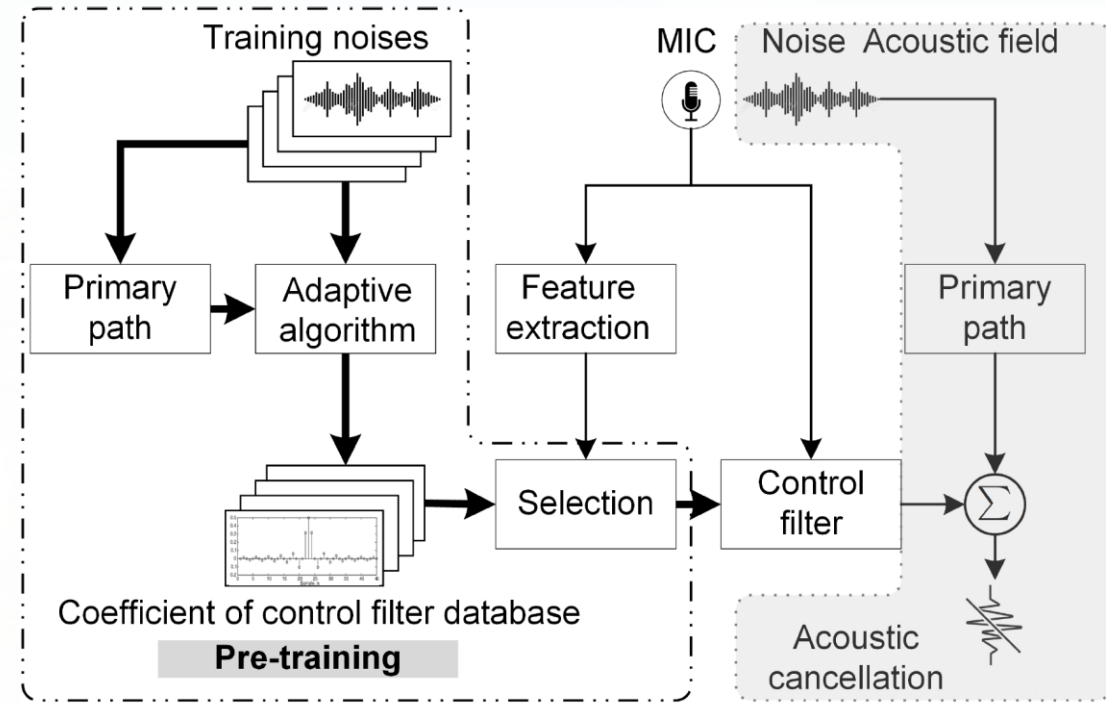 Training noises
MIC
Noise Acoustic field
Primary
path
Adaptive
algorithm
Feature
extraction
Primary
path
Selection
Control
filter
Σ
Coefficient of control filter database
Pre-training
Acoustic
cancellation